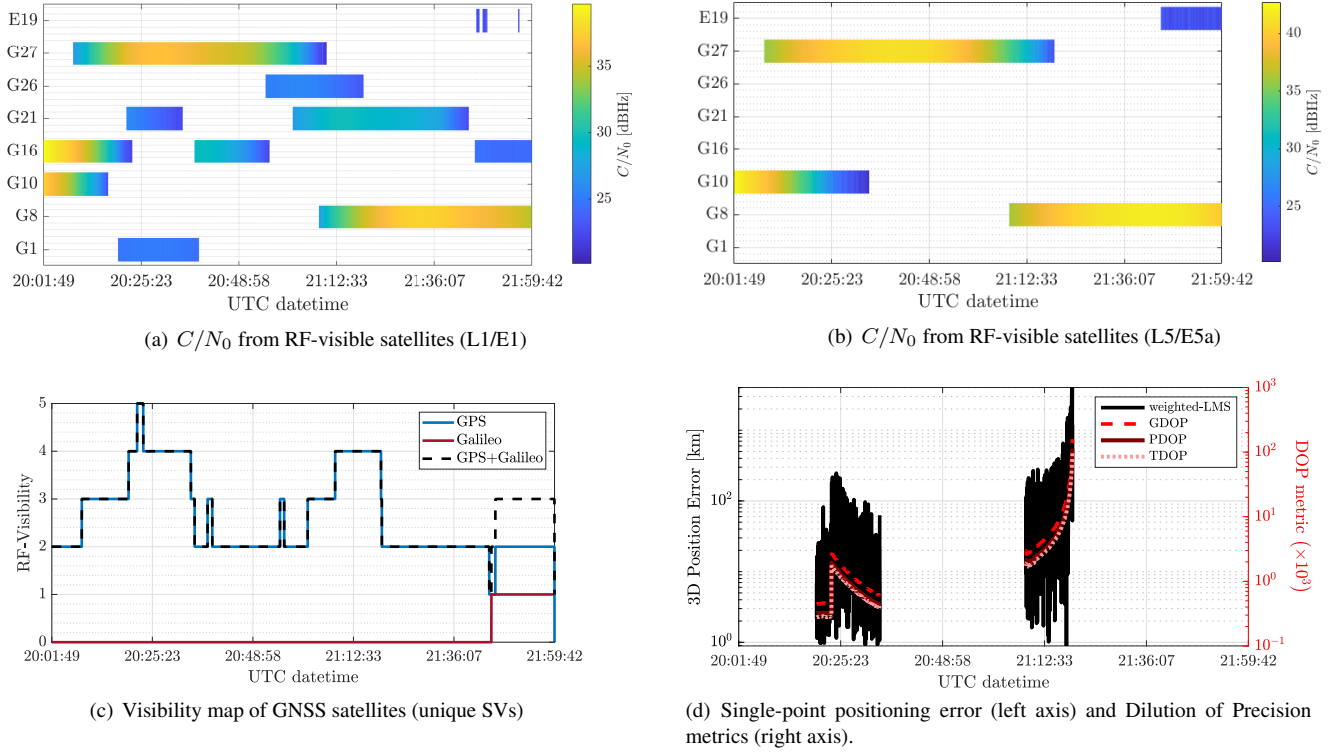 E19
G27
G26
G21
G16
G10
G8
G1
20:01:49 20:25:23 20:48:58 21:12:33 21:36:07 21:59:42
UTC datetime
35
30
25
C/N0 [dBHz]
(a) C/N0 from RF-visible satellites (L1/E1)
E19
G27
G26
G21
G16
G10
G8
G1
20:01:49 20:25:23 20:48:58 21:12:33 21:36:07 21:59:42
UTC datetime
40
35
30
25
C/N0 [dBHz]
(b) C/N0 from RF-visible satellites (L5/E5a)
5
4
3
2
1
0
RF-Visibility
GPS
Galileo
GPS+Galileo
20:01:49 20:25:23 20:48:58 21:12:33 21:36:07 21:59:42
UTC datetime
(c) Visibility map of GNSS satellites (unique SVs)
10^2
10^0
3D Position Error [km]
weighted-LMS
GDOP
PDOP
TDOP
10^3
10^2
10^1
10^0
10^-1
DOP metric (×10^3)
20:01:49 20:25:23 20:48:58 21:12:33 21:36:07 21:59:42
UTC datetime
(d) Single-point positioning error (left axis) and Dilution of Precision
metrics (right axis).